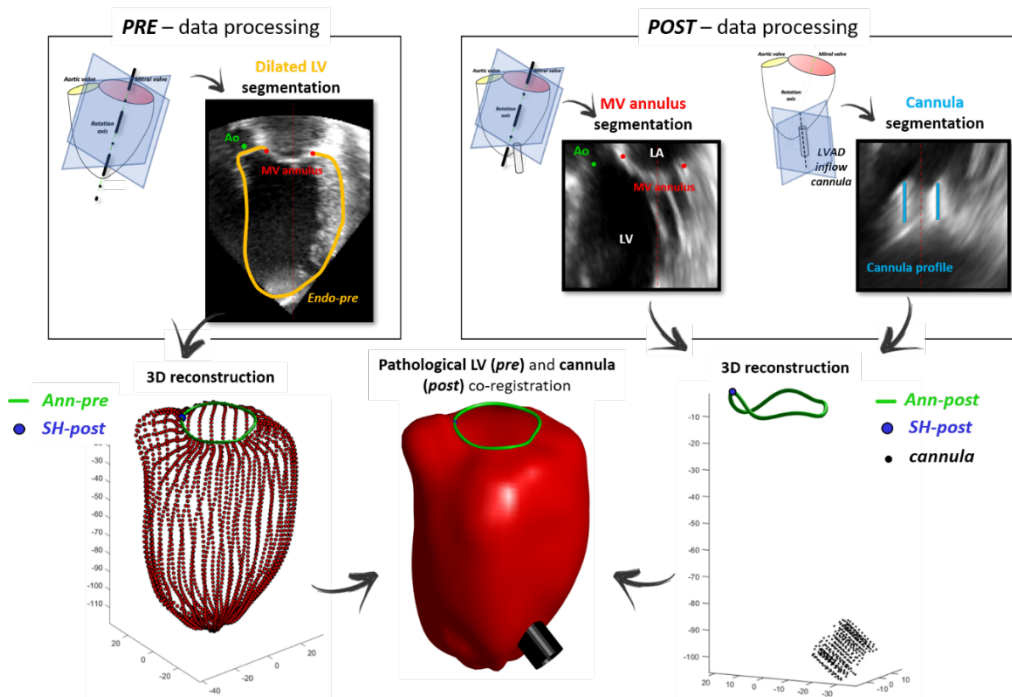 PRE – data processing
Aortic valve
Mitral valve
Rotation
axis
Dilated LV
segmentation
Ao
MV annulus
Endo-pre
POST – data processing
Aortic valve
Mitral valve
Rotation
axis
MV annulus
segmentation
Ao
LA
MV annulus
LV
Aortic valve
Mitral valve
Rotation
axis
LVAD
inflow
cannula
Cannula
segmentation
Cannula profile
3D reconstruction
Ann-pre
SH-post
-30
-40
-50
-60
-70
-80
-90
-100
-110
20
0
-20
20
0
-20
-40
Pathological LV (pre) and cannula
(post) co-registration
3D reconstruction
Ann-post
SH-post
cannula
0
-10
-20
-30
-40
-50
-60
-70
-80
-90
-100
20
10
0
-10
-20
-30
10
0
-10